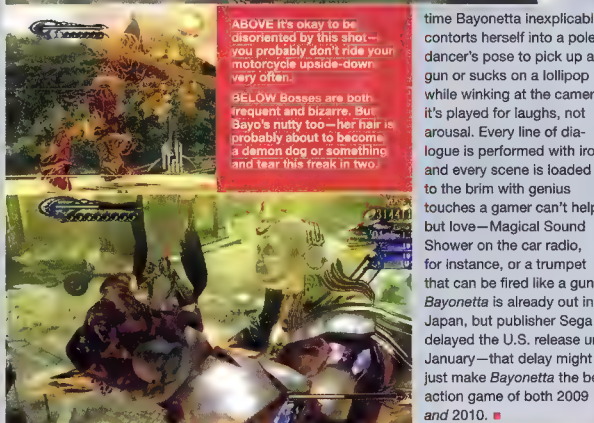 ABOVE It's okay to be
disoriented by this shot—
you probably don't ride your
motorcycle upside-down
very often.
BELOW Bosses are both
frequent and bizarre. But
Bayo's nutty too—her hair is
probably about to become
a demon dog or something
and tear this freak in two.
time Bayonetta inexplicabl
contorts herself into a pole
dancer's pose to pick up a
gun or sucks on a lollipop
while winking at the camer
it's played for laughs, not
arousal. Every line of dia-
logue is performed with iro
and every scene is loaded
to the brim with genius
touches a gamer can't help
but love—Magical Sound
Shower on the car radio,
for instance, or a trumpet
that can be fired like a gun
Bayonetta is already out in
Japan, but publisher Sega
delayed the U.S. release un
January—that delay might
just make Bayonetta the be
action game of both 2009
and 2010.